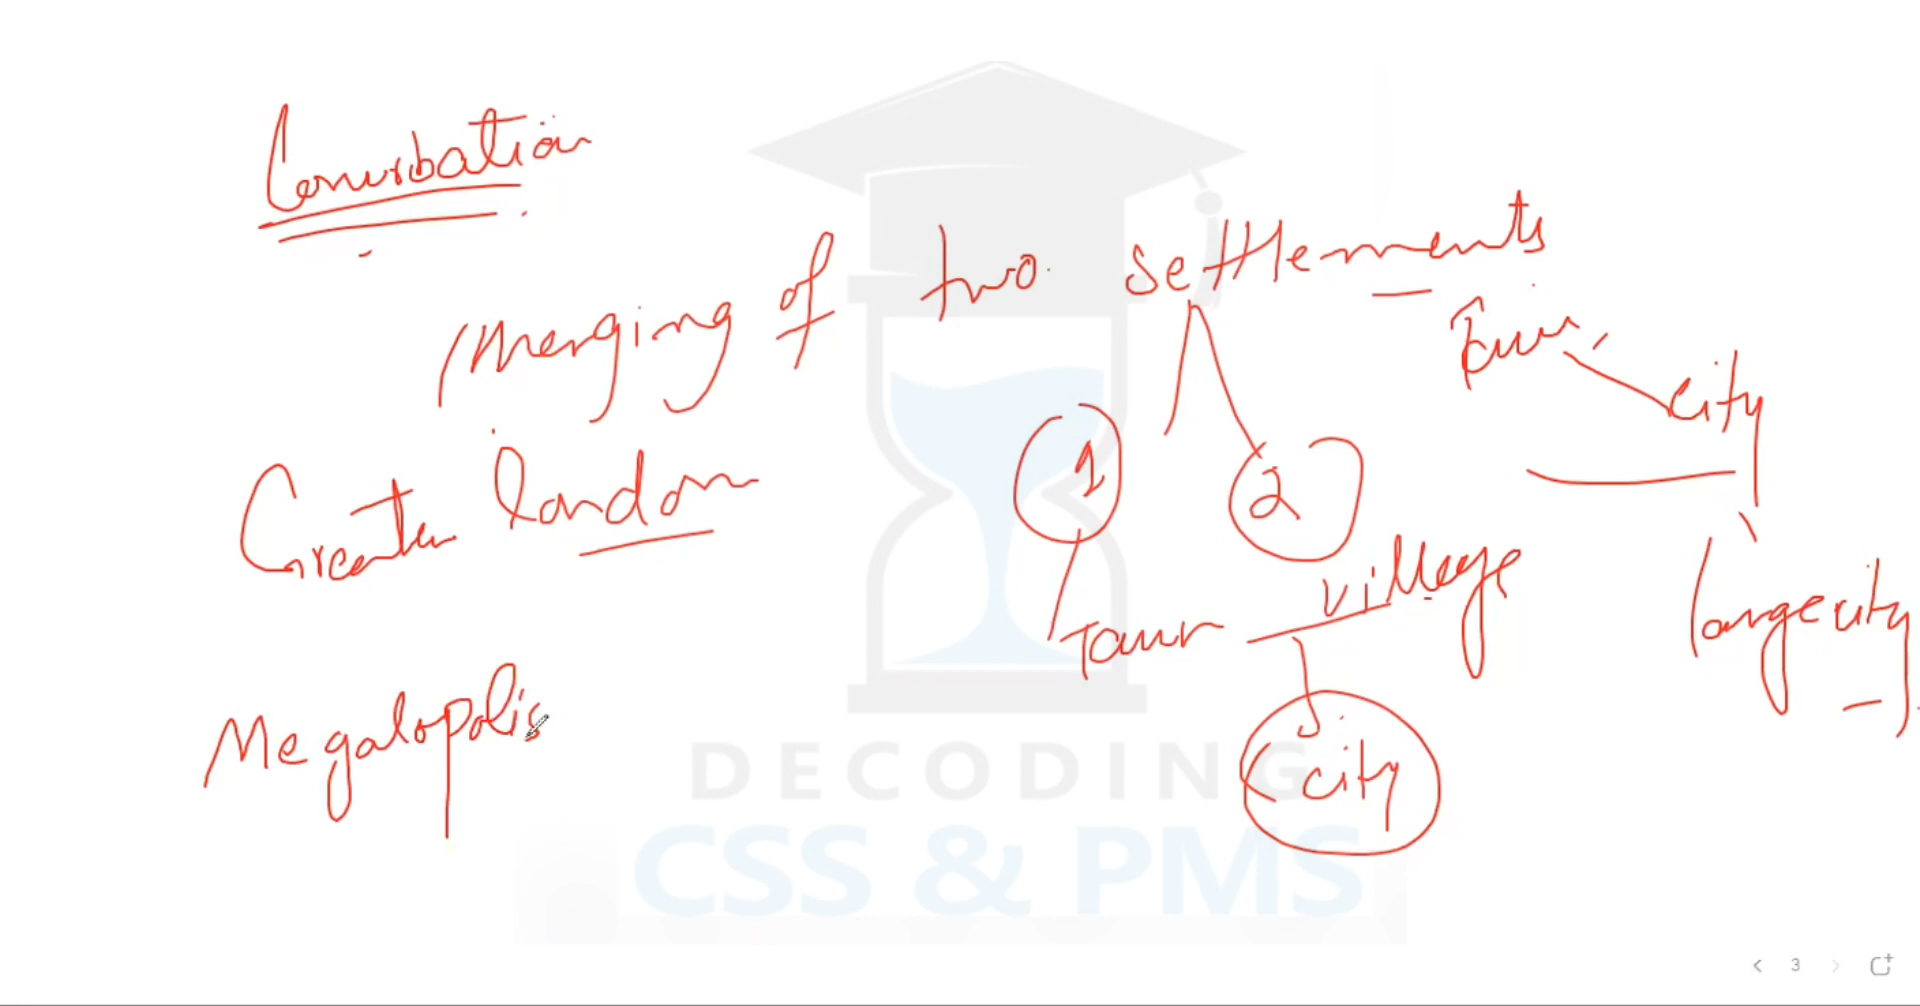 Conurbation
Merging of two settlements
Town
city
1
2
Greater London
village
Town
large city
Megalopolis
city
DECODING
CSS & PMS
< 3 >